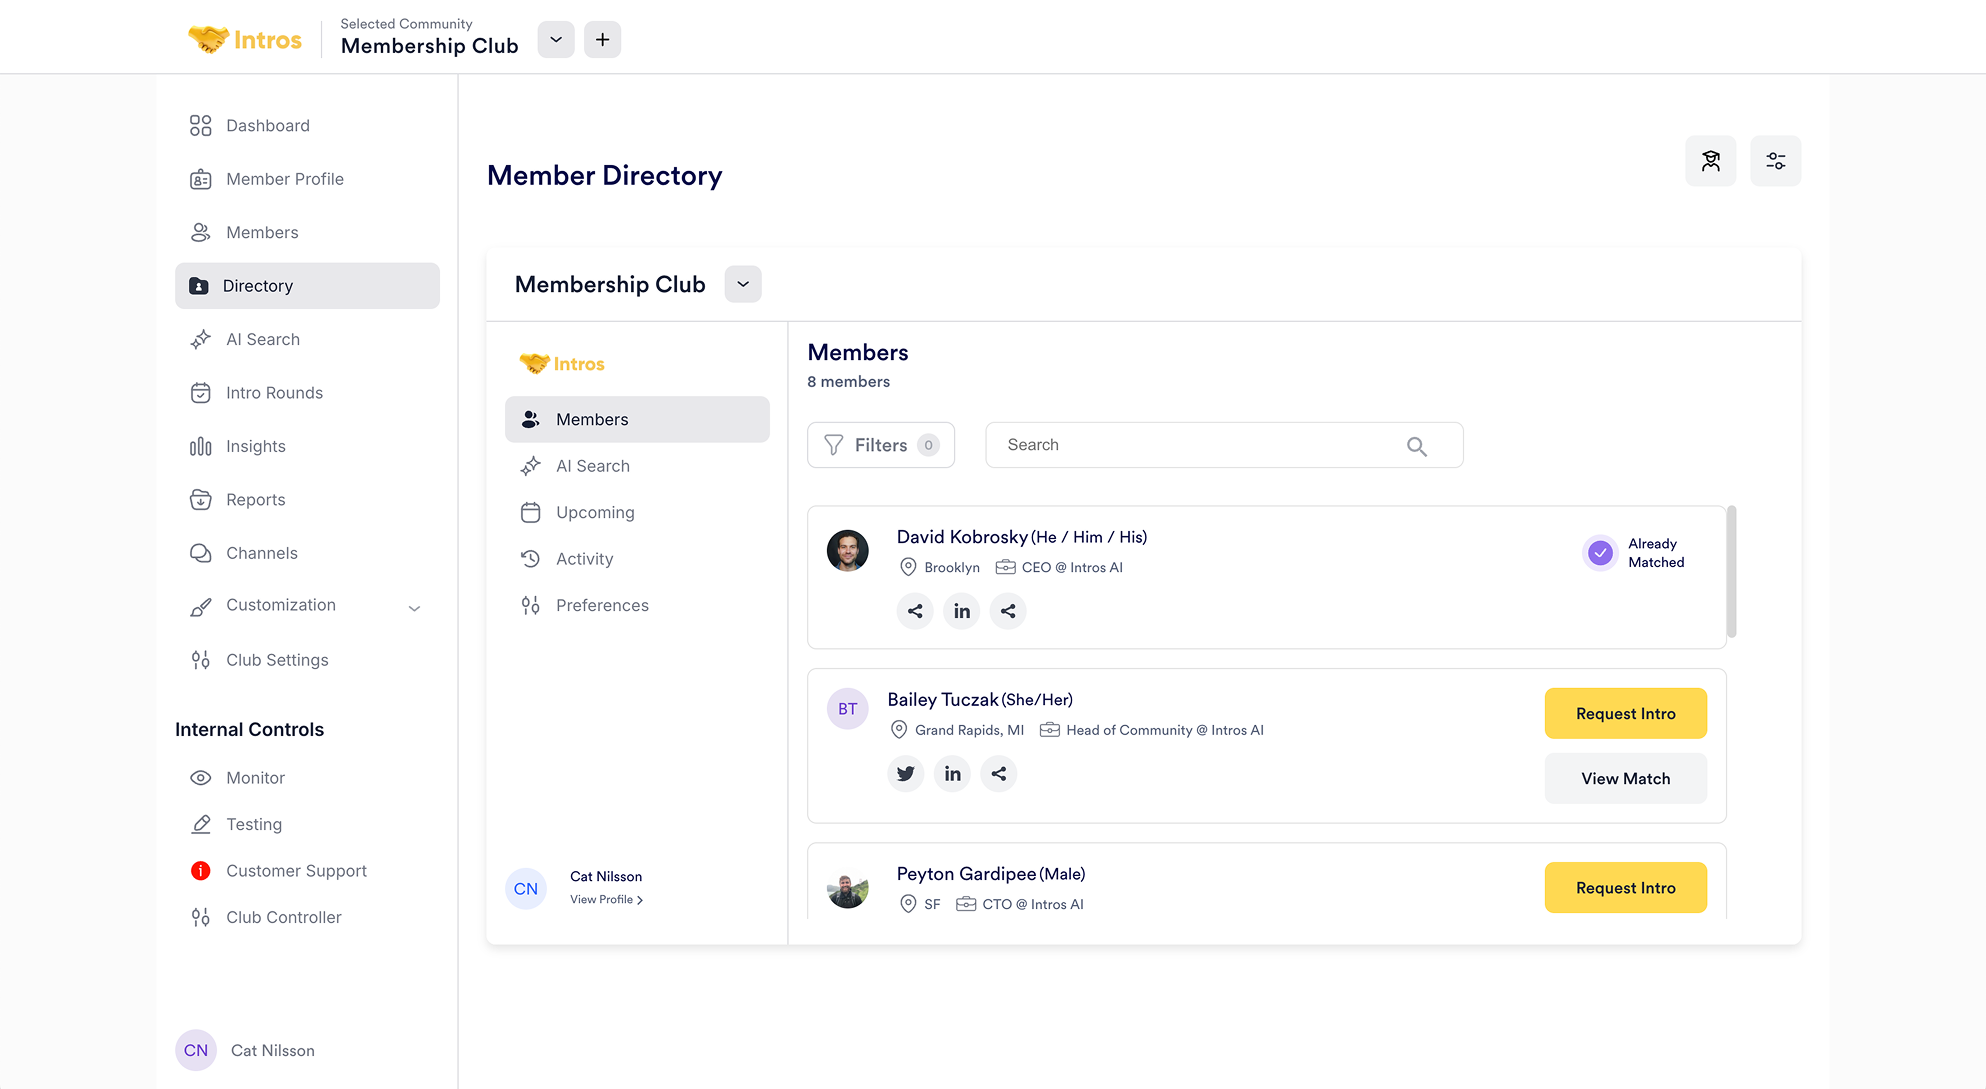 Intros
Selected Community
Membership Club
Dashboard
Member Profile
Members
Directory
AI Search
Intro Rounds
Insights
Reports
Channels
Customization
Club Settings
Internal Controls
Monitor
Testing
Customer Support
Club Controller
CN Cat Nilsson
Member Directory
Membership Club
Intros
Members
AI Search
Upcoming
Activity
Preferences
CN
Cat Nilsson
View Profile
Members
8 members
Filters 0
Search
David Kobrosky (He / Him / His)
Brooklyn CEO @ Intros AI
in
Already
Matched
BT
Bailey Tuczak (She/Her)
Grand Rapids, MI Head of Community @ Intros AI
in
Request Intro
View Match
Peyton Gardipee (Male)
SF CTO @ Intros AI
Request Intro